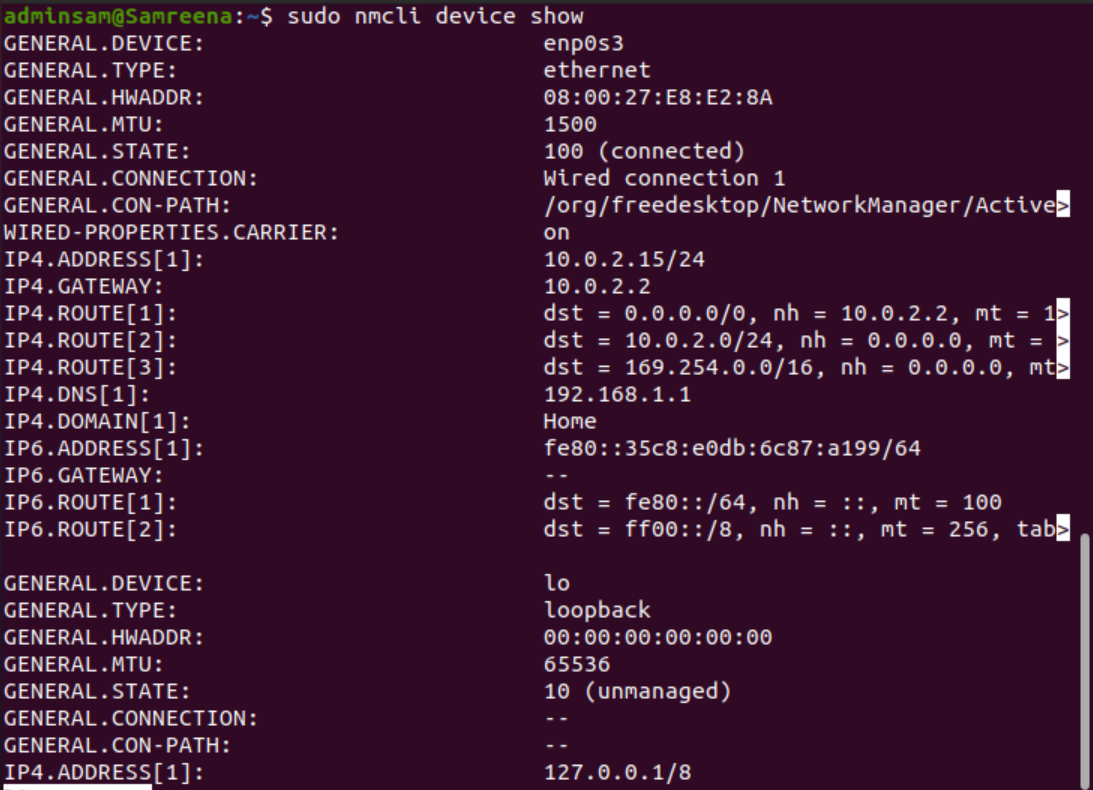 adminsam@Samreena:~$ sudo nmcli device show
GENERAL.DEVICE: enp0s3
GENERAL.TYPE: ethernet
GENERAL.HWADDR: 08:00:27:E8:E2:8A
GENERAL.MTU: 1500
GENERAL.STATE: 100 (connected)
GENERAL.CONNECTION: Wired connection 1
GENERAL.CON-PATH: /org/freedesktop/NetworkManager/Active>
WIRED-PROPERTIES.CARRIER: on
IP4.ADDRESS[1]: 10.0.2.15/24
IP4.GATEWAY: 10.0.2.2
IP4.ROUTE[1]: dst = 0.0.0.0/0, nh = 10.0.2.2, mt = 1>
IP4.ROUTE[2]: dst = 10.0.2.0/24, nh = 0.0.0.0, mt = >
IP4.ROUTE[3]: dst = 169.254.0.0/16, nh = 0.0.0.0, mt>
IP4.DNS[1]: 192.168.1.1
IP4.DOMAIN[1]: Home
IP6.ADDRESS[1]: fe80::35c8:e0db:6c87:a199/64
IP6.GATEWAY: --
IP6.ROUTE[1]: dst = fe80::/64, nh = ::, mt = 100
IP6.ROUTE[2]: dst = ff00::/8, nh = ::, mt = 256, tab>
GENERAL.DEVICE: lo
GENERAL.TYPE: loopback
GENERAL.HWADDR: 00:00:00:00:00:00
GENERAL.MTU: 65536
GENERAL.STATE: 10 (unmanaged)
GENERAL.CONNECTION: --
GENERAL.CON-PATH: --
IP4.ADDRESS[1]: 127.0.0.1/8